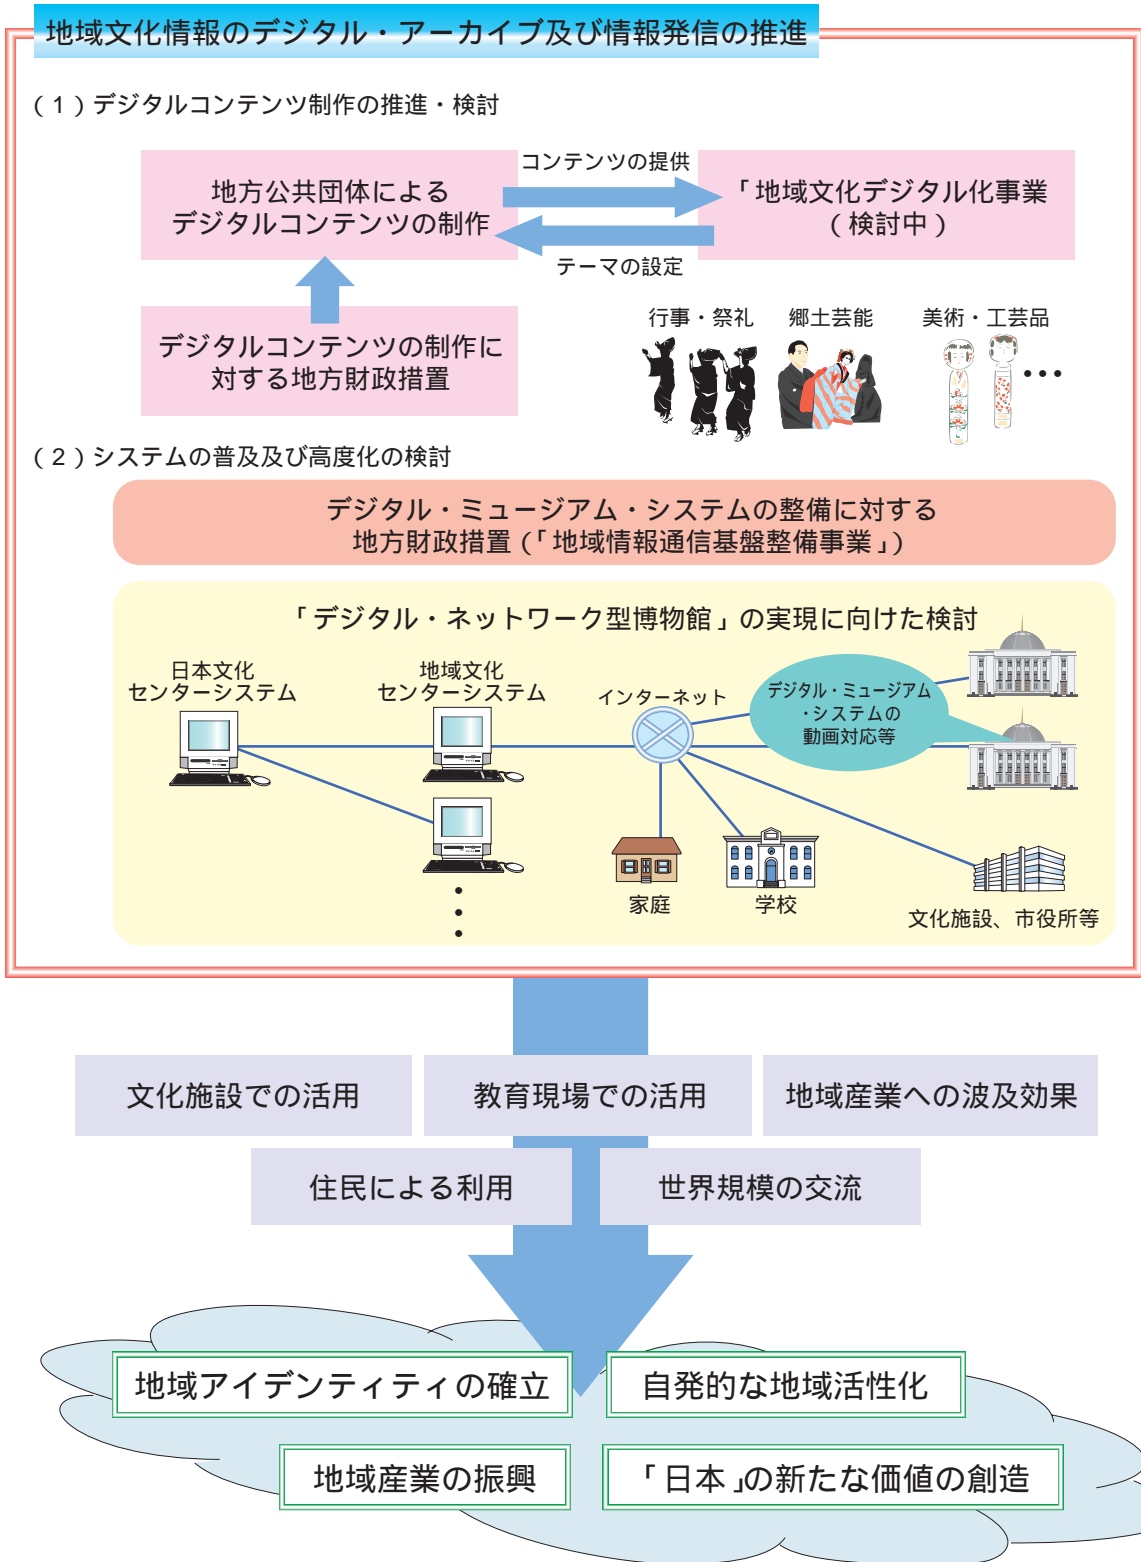 地域文化情報のデジタル・アーカイブ及び情報発信の推進
(1)デジタルコンテンツ制作の推進・検討
コンテンツの提供
地方公共団体による
デジタルコンテンツの制作
「地域文化デジタル化事業
(検討中)
テーマの設定
デジタルコンテンツの制作に
対する地方財政措置
行事・祭礼
郷土芸能
美術・工芸品
•••
(2)システムの普及及び高度化の検討
デジタル・ミュージアム・システムの整備に対する
地方財政措置(「地域情報通信基盤整備事業」)
「デジタル・ネットワーク型博物館」の実現に向けた検討
日本文化
センターシステム
地域文化
センターシステム
インターネット
デジタル・ミュージアム
・システムの
動画対応等
家庭
学校
文化施設、市役所等
文化施設での活用
教育現場での活用
地域産業への波及効果
住民による利用
世界規模の交流
地域アイデンティティの確立
自発的な地域活性化
地域産業の振興
「日本」の新たな価値の創造